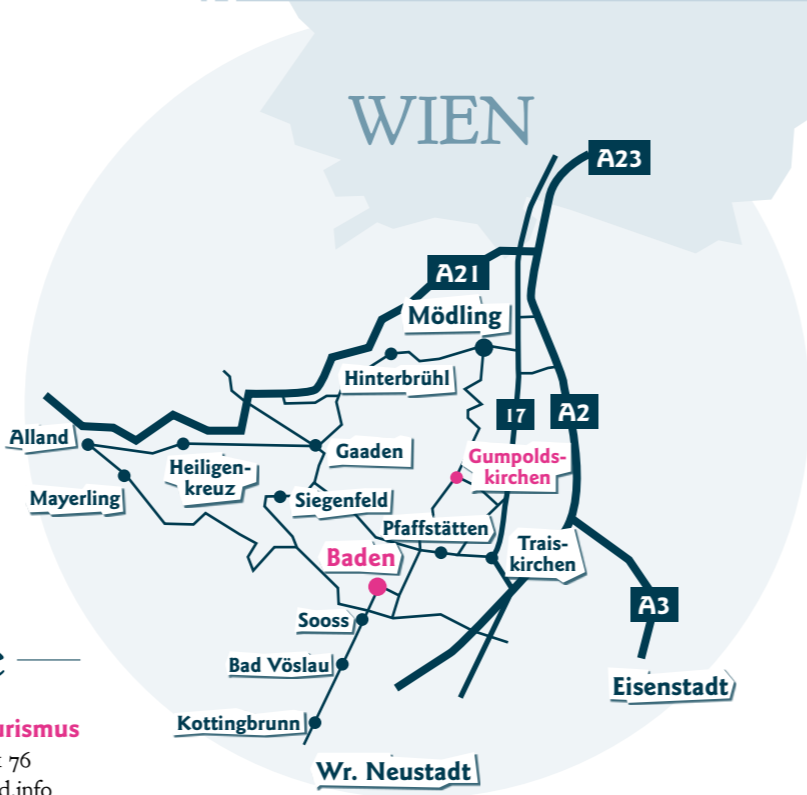 WIEN
A23
A21
Mödling
Hinterbrühl
17
A2
Alland
Gaaden
Gumpolds-
kirchen
Heiligen-
kreuz
Mayerling
Siegenfeld
Pfaffstätten
Trais-
kirchen
Baden
A3
Sooss
Bad Vöslau
Eisenstadt
Kottingbrunn
urismus
76
d.info
Wr. Neustadt